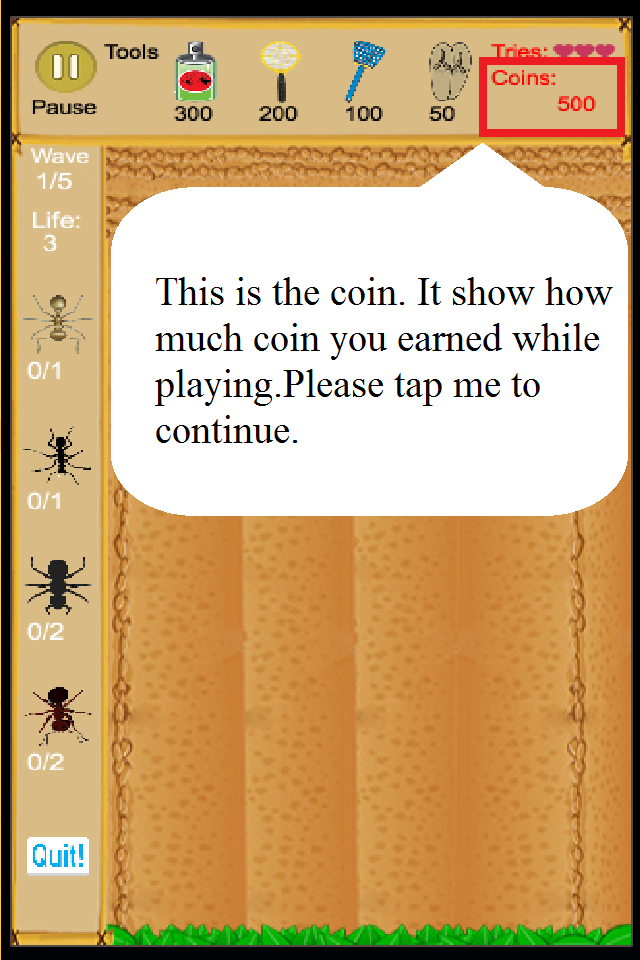 Tools
Tries:
Coins:
500
Pause
300
200
100
50
Wave
1/5
Life:
3
This is the coin. It show how
much coin you earned while
playing.Please tap me to
continue.
0/1
0/1
0/2
0/2
Quit!